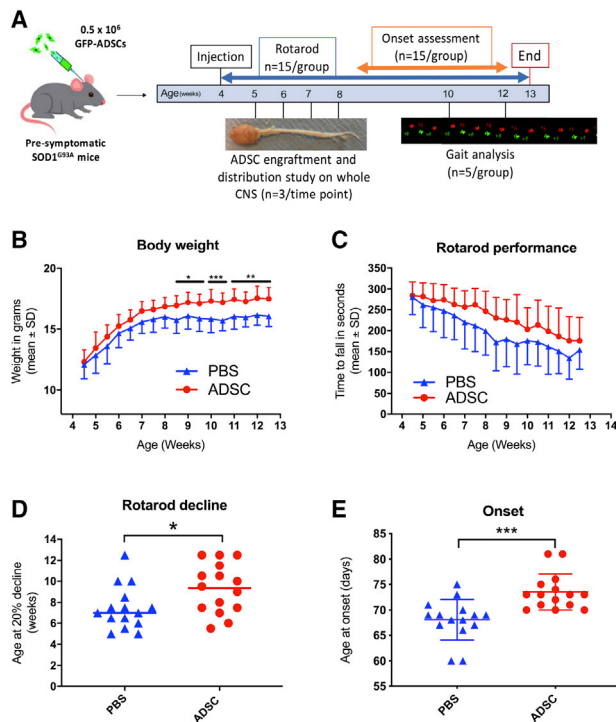 A
0.5 x 10⁶
GFP-ADSCs
Pre-symptomatic
SOD1ᴳ⁹³ᴬ mice
Injection
Rotarod
n=15/group
Onset assessment
(n=15/group)
End
Age(weeks) 4 5 6 7 8 10 12 13
ADSC engraftment and
distribution study on whole
CNS (n=3/time point)
Gait analysis
(n=5/group)
B
Body weight
Weight in grams
(mean ± SD)
20
15
10
* *** **
PBS
ADSC
4 5 6 7 8 9 10 11 12 13
Age (Weeks)
C
Rotarod performance
Time to fall in seconds
(mean ± SD)
350
300
250
200
150
100
50
0
PBS
ADSC
4 5 6 7 8 9 10 11 12 13 14
Age (Weeks)
D
Rotarod decline
*
Age at 20% decline
(weeks)
14
12
10
8
6
4
2
0
PBS
ADSC
E
Onset
***
Age at onset (days)
85
80
75
70
65
60
55
PBS
ADSC